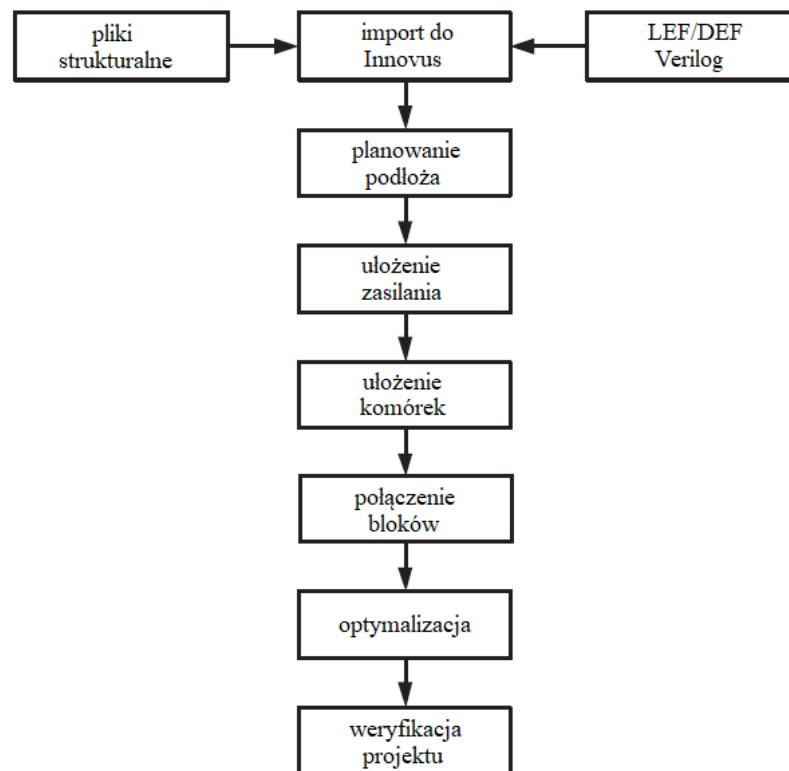 pliki
strukturalne
import do
Innovus
LEF/DEF
Verilog
planowanie
podłoża
ułożenie
zasilania
ułożenie
komórek
połączenie
bloków
optymalizacja
weryfikacja
projektu